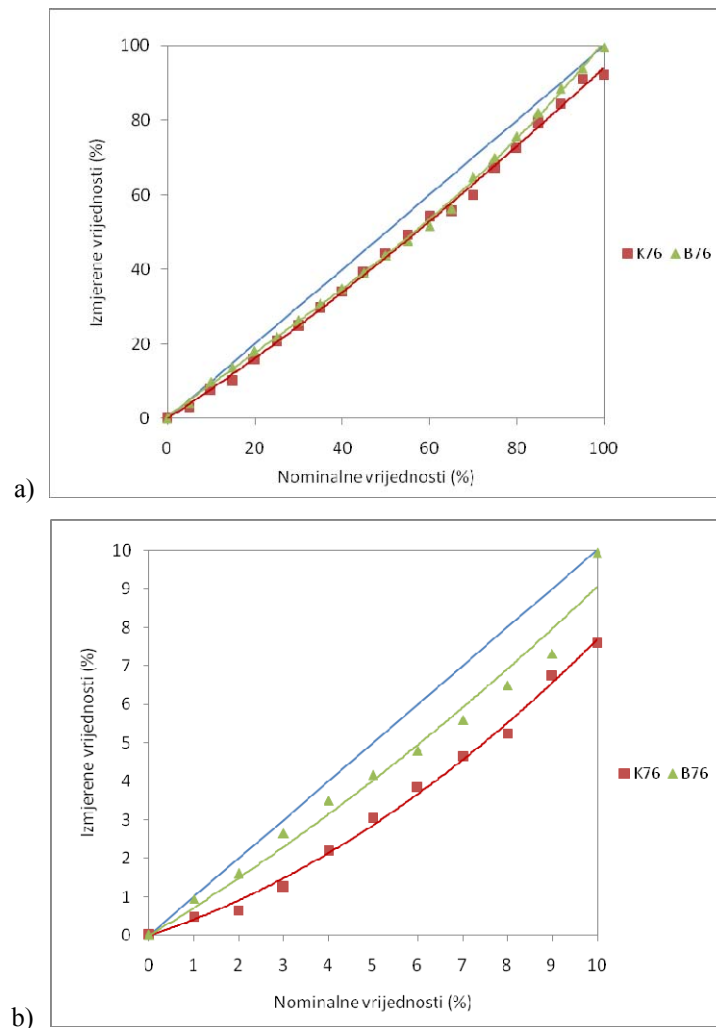 100
80
60
40
20
0
Izmjerene vrijednosti (%)
0 20 40 60 80 100
Nominalne vrijednosti (%)
K76 B76
a)
10
9
8
7
6
5
4
3
2
1
0
Izmjerene vrijednosti (%)
0 1 2 3 4 5 6 7 8 9 10
Nominalne vrijednosti (%)
K76 B76
b)